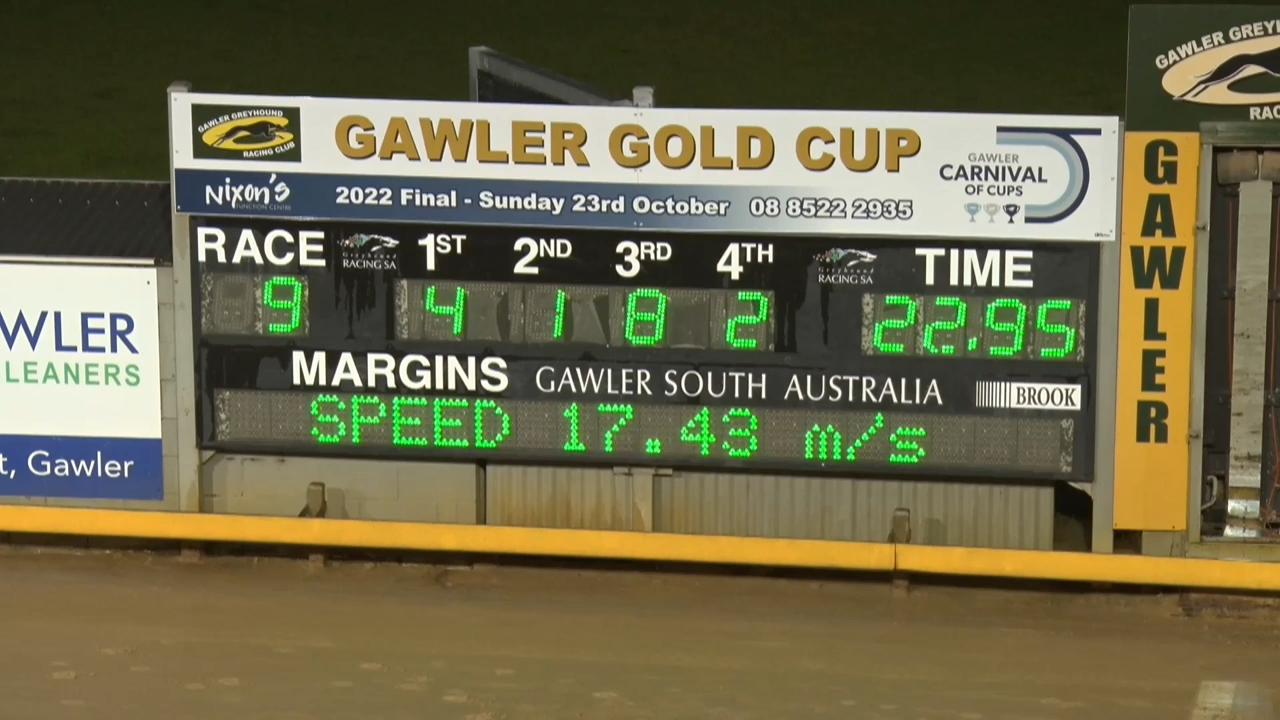 GAWLER GREYHOUND
RACING CLUB
GAWLER GOLD CUP
GAWLER
CARNIVAL
OF CUPS
Nixon's
FUNCTION CENTRE
2022 Final - Sunday 23rd October 08 8522 2935
RACE
Greyhound
RACING SA
1ST 2ND 3RD 4TH
Greyhound
RACING SA
TIME
9 4 1 8 2 22.95
MARGINS GAWLER SOUTH AUSTRALIA BROOK
SPEED 17.43 m/s
WLER
LEANERS
t, Gawler
GAWLER GREY
RAC
GAWLER